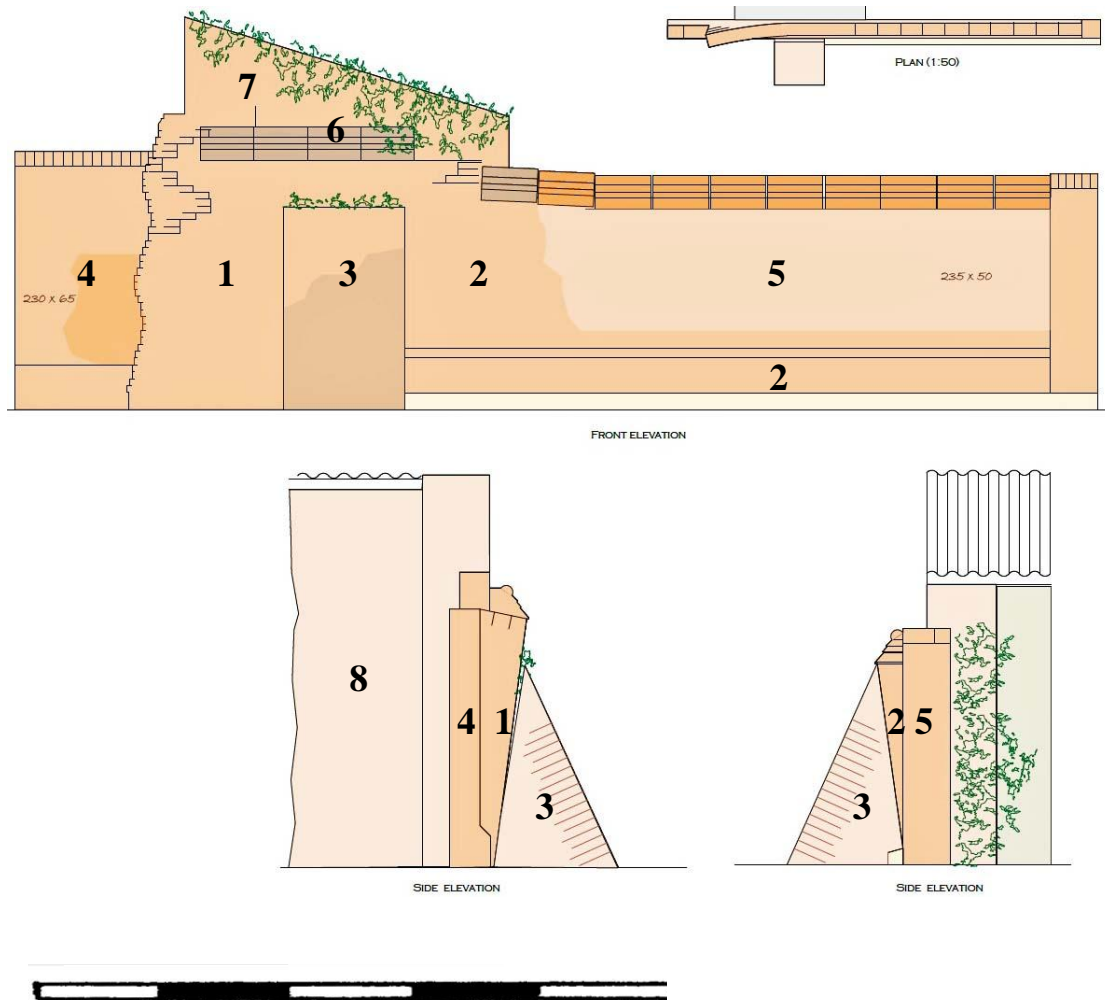 PLAN (1:50)
7
6
4
1
3
2
5
230 x 65
235 x 50
2
FRONT ELEVATION
8
4
1
3
2
5
3
SIDE ELEVATION
SIDE ELEVATION